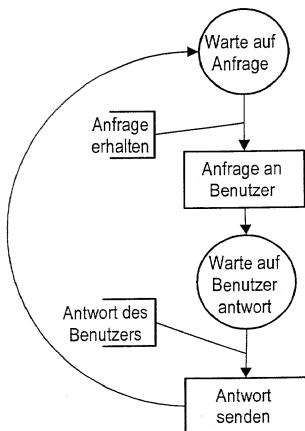 Warte auf
Anfrage
Anfrage
erhalten
Anfrage an
Benutzer
Warte auf
Benutzer
antwort
Antwort des
Benutzers
Antwort
senden